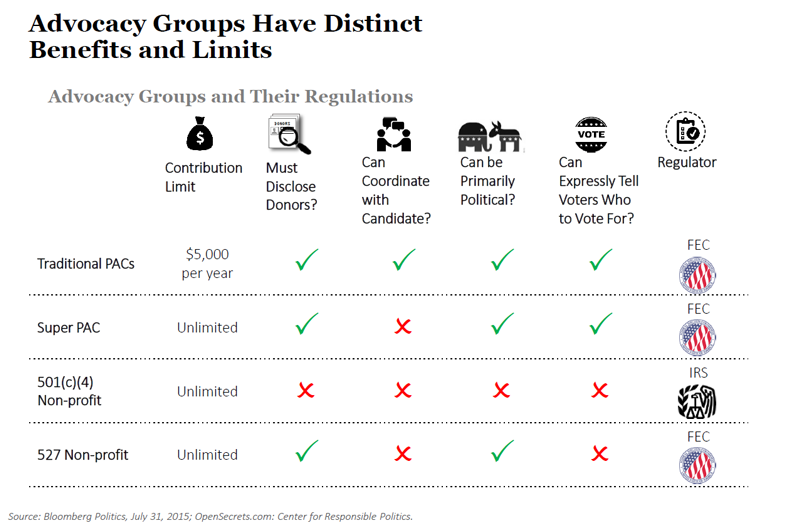 Advocacy Groups Have Distinct
Benefits and Limits
Advocacy Groups and Their Regulations
Contribution
Limit
Must
Disclose
Donors?
Can
Coordinate
with
Candidate?
Can be
Primarily
Political?
VOTE
Can
Expressly Tell
Voters Who
to Vote For?
Regulator
Traditional PACs
$5,000
per year
FEC
Super PAC
Unlimited
FEC
501(c)(4)
Non-profit
Unlimited
IRS
527 Non-profit
Unlimited
FEC
Source: Bloomberg Politics, July 31, 2015; OpenSecrets.com: Center for Responsible Politics.